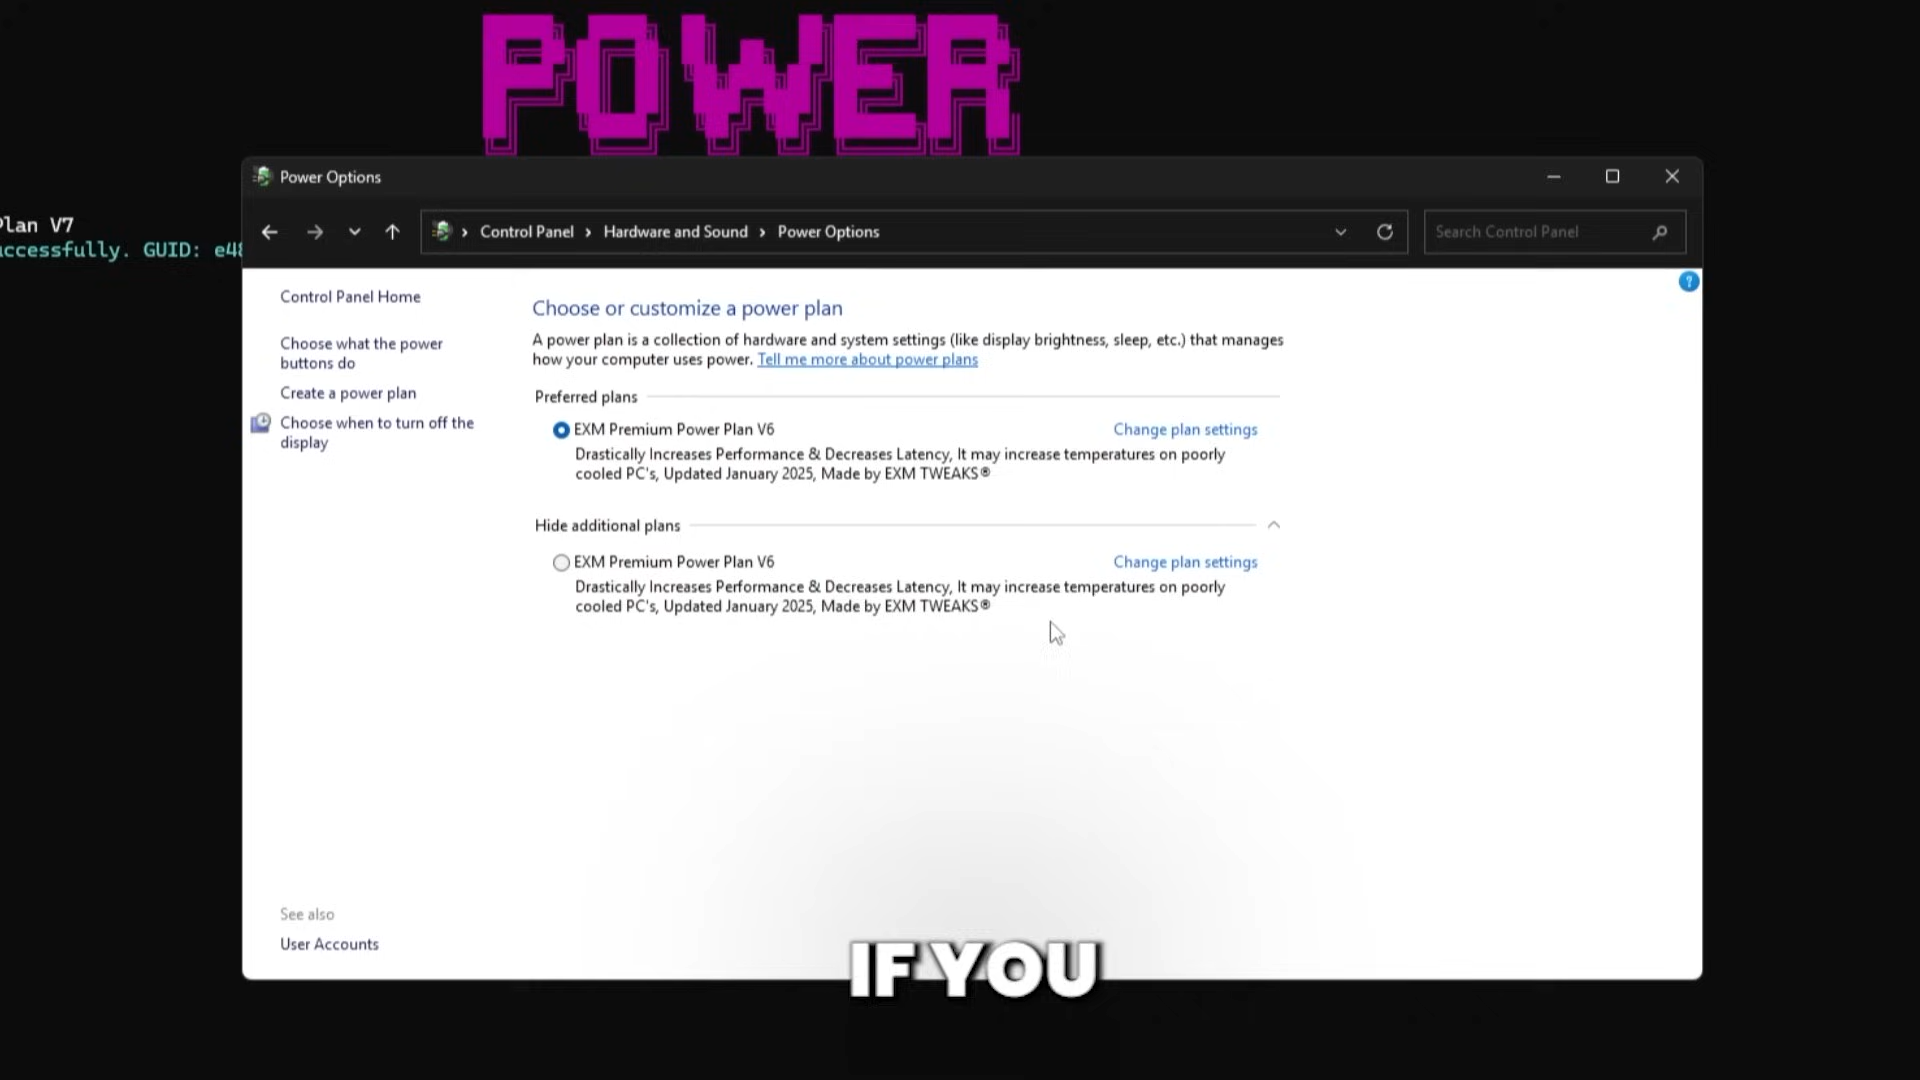 POWER
Power Options
Plan V7
uccessfully. GUID: e48
Control Panel › Hardware and Sound › Power Options
Search Control Panel
Control Panel Home
Choose what the power
buttons do
Create a power plan
Choose when to turn off the
display
Choose or customize a power plan
A power plan is a collection of hardware and system settings (like display brightness, sleep, etc.) that manages
how your computer uses power. Tell me more about power plans
Preferred plans
EXM Premium Power Plan V6 Change plan settings
Drastically Increases Performance & Decreases Latency, It may increase temperatures on poorly
cooled PC's, Updated January 2025, Made by EXM TWEAKS®
Hide additional plans
EXM Premium Power Plan V6 Change plan settings
Drastically Increases Performance & Decreases Latency, It may increase temperatures on poorly
cooled PC's, Updated January 2025, Made by EXM TWEAKS®
See also
User Accounts
IF YOU